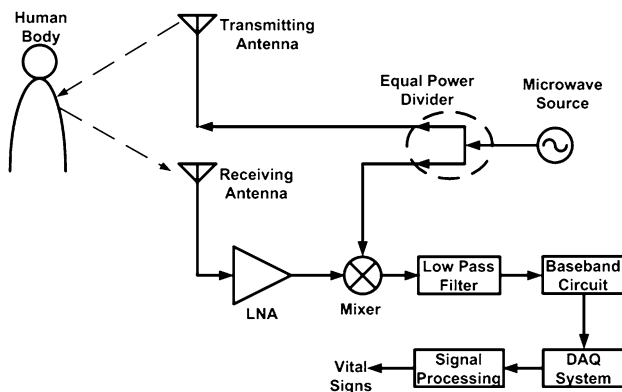 Human
Body
Transmitting
Antenna
Equal Power
Divider
Microwave
Source
Receiving
Antenna
LNA
Mixer
Low Pass
Filter
Baseband
Circuit
DAQ
System
Signal
Processing
Vital
Signs